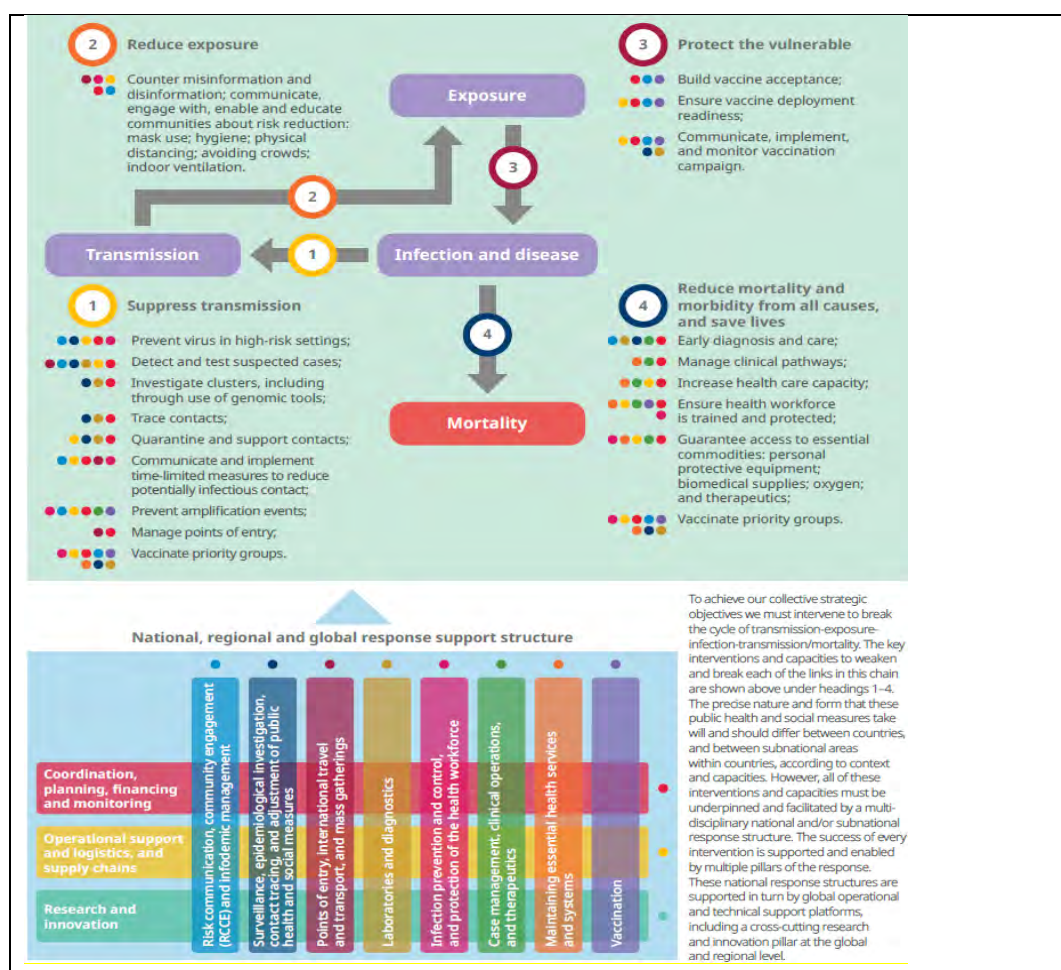 2
Reduce exposure
Counter misinformation and
disinformation; communicate,
engage with, enable and educate
communities about risk reduction:
mask use; hygiene; physical
distancing; avoiding crowds;
indoor ventilation.
Exposure
3
Protect the vulnerable
Build vaccine acceptance;
Ensure vaccine deployment
readiness;
Communicate, implement,
and monitor vaccination
campaign.
3
2
Transmission
1
Infection and disease
1
Suppress transmission
Prevent virus in high-risk settings;
Detect and test suspected cases;
Investigate clusters, including
through use of genomic tools;
Trace contacts;
Quarantine and support contacts;
Communicate and implement
time-limited measures to reduce
potentially infectious contact;
Prevent amplification events;
Manage points of entry;
Vaccinate priority groups.
4
Mortality
4
Reduce mortality and
morbidity from all causes,
and save lives
Early diagnosis and care;
Manage clinical pathways;
Increase health care capacity;
Ensure health workforce
is trained and protected;
Guarantee access to essential
commodities: personal
protective equipment;
biomedical supplies; oxygen;
and therapeutics;
Vaccinate priority groups.
National, regional and global response support structure
Coordination,
planning, financing
and monitoring
Operational support
and logistics, and
supply chains
Research and
innovation
Risk communication, community engagement
(RCCE) and infodemic management
Surveillance, epidemiological investigation,
contact tracing, and adjustment of public
health and social measures
Points of entry, international travel
and transport, and mass gatherings
Laboratories and diagnostics
Infection prevention and control,
and protection of the health workforce
Case management, clinical operations,
and therapeutics
Maintaining essential health services
and systems
Vaccination
To achieve our collective strategic
objectives we must intervene to break
the cycle of transmission-exposure-
infection-transmission/mortality. The key
interventions and capacities to weaken
and break each of the links in this chain
are shown above under headings 1–4.
The precise nature and form that these
public health and social measures take
will and should differ between countries,
and between subnational areas
within countries, according to context
and capacities. However, all of these
interventions and capacities must be
underpinned and facilitated by a multi-
disciplinary national and/or subnational
response structure. The success of every
intervention is supported and enabled
by multiple pillars of the response.
These national response structures are
supported in turn by global operational
and technical support platforms,
including a cross-cutting research
and innovation pillar at the global
and regional level.